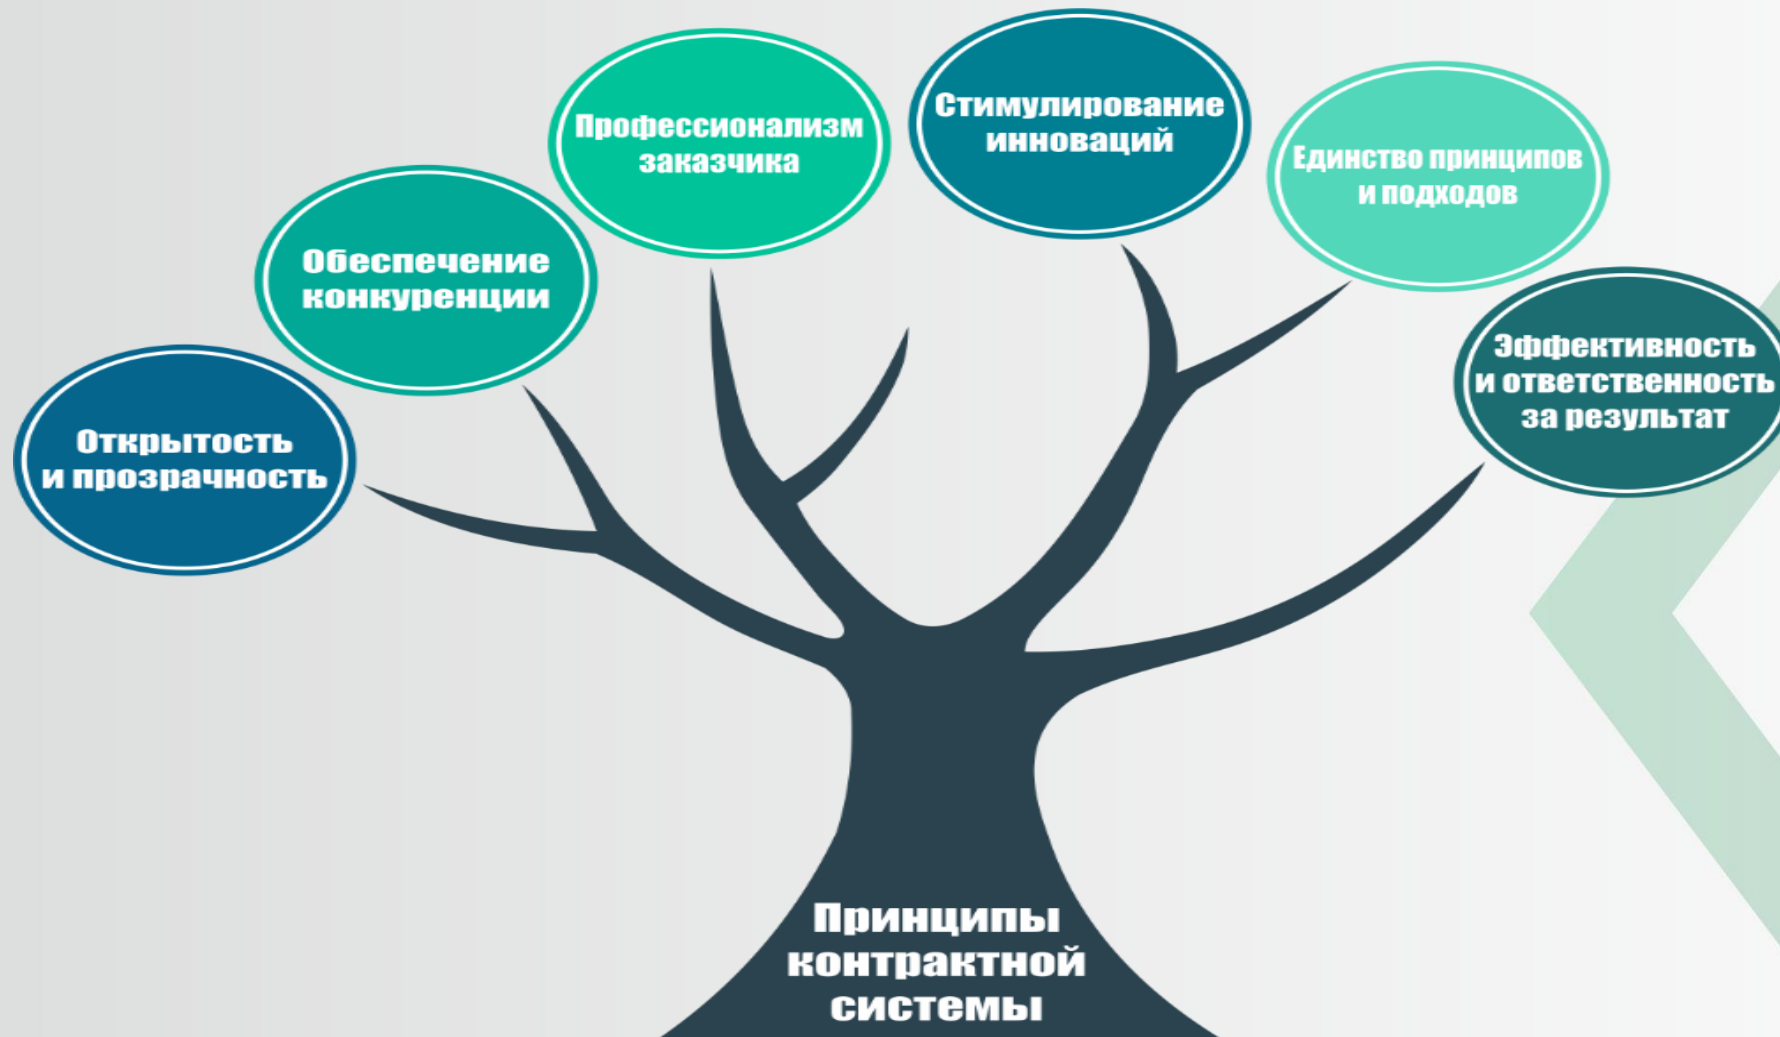 Открытость
и прозрачность
Обеспечение
конкуренции
Профессионализм
заказчика
Стимулирование
инноваций
Единство принципов
и подходов
Эффективность
и ответственность
за результат
Принципы
контрактной
системы